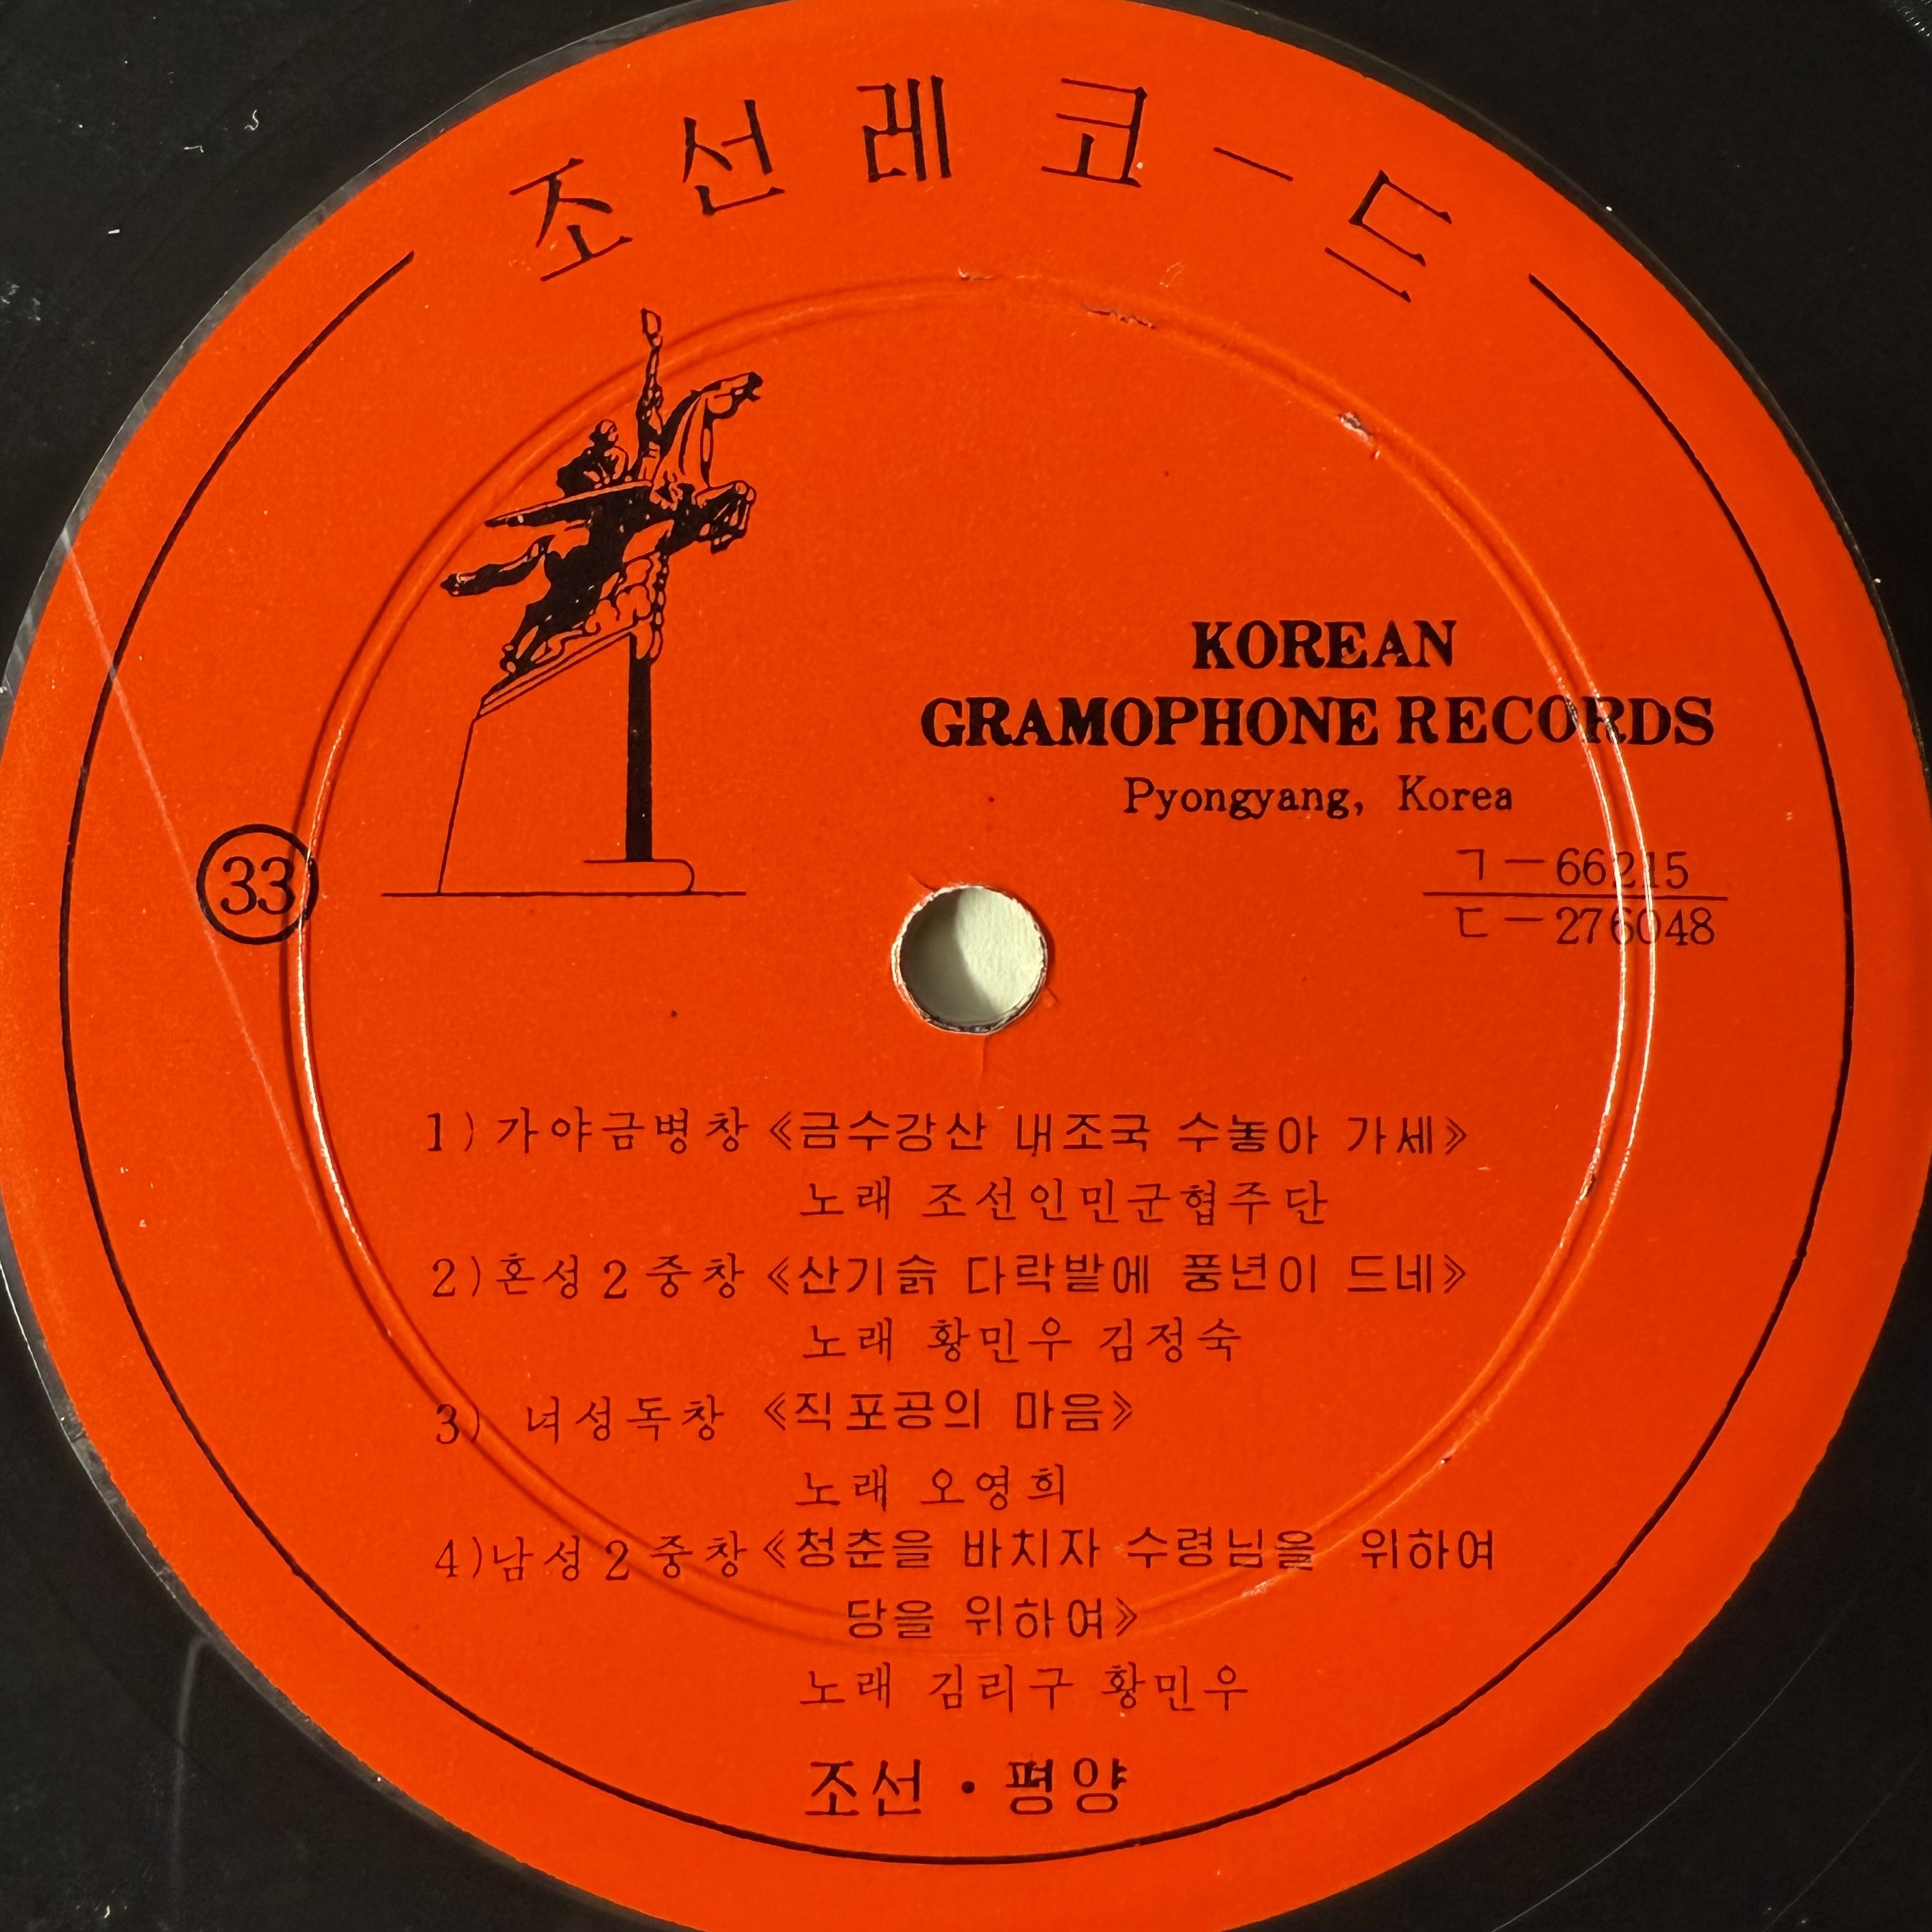 조선레코-드
KOREAN
GRAMOPHONE RECORDS
Pyongyang, Korea
33
ㄱ-66215
ㄷ-276048
1) 가야금병창 《금수강산 내조국 수놓아 가세》
노래 조선인민군협주단
2) 혼성2중창 《산기슭 다락밭에 풍년이 드네》
노래 황민우 김정숙
3) 녀성독창 《직포공의 마음》
노래 오영희
4) 남성2중창 《청춘을 바치자 수령님을 위하여
당을 위하여》
노래 김리구 황민우
조선・평양